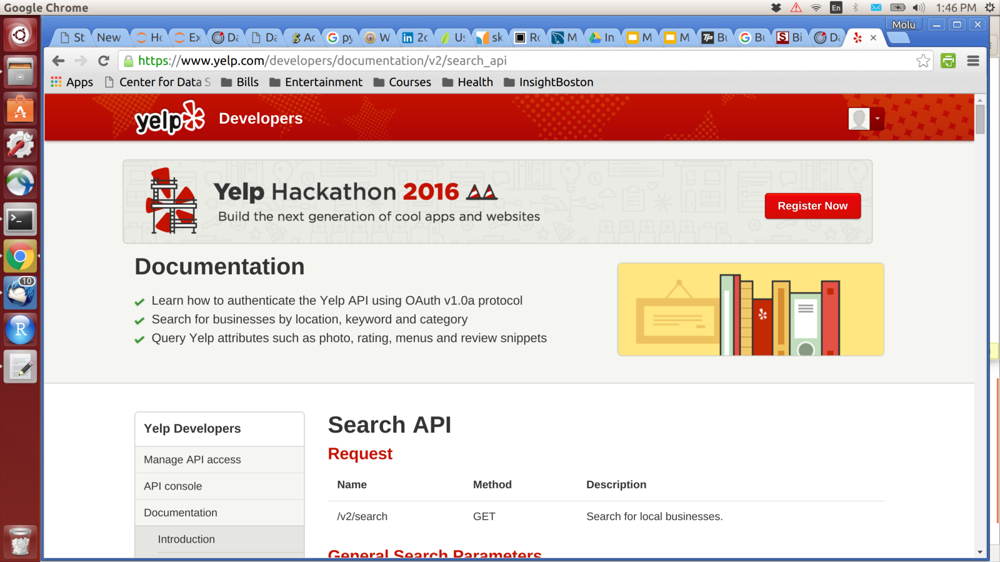 Google Chrome
En
1:46 PM
Molu
St
New
Ex
Da
Da
Ac
py
W
in 2c
Us
sk
Rc
M
In
M
M
TP Bu
Bu
S Bi
Da
https://www.yelp.com/developers/documentation/v2/search_api
Apps
Center for Data S
Bills
Entertainment
Courses
Health
InsightBoston
yelp
Developers
Yelp Hackathon 2016
Build the next generation of cool apps and websites
Register Now
Documentation
Learn how to authenticate the Yelp API using OAuth v1.0a protocol
Search for businesses by location, keyword and category
Query Yelp attributes such as photo, rating, menus and review snippets
10
R
Yelp Developers
Manage API access
API console
Documentation
Introduction
Search API
Request
Name Method Description
/v2/search GET Search for local businesses.
General Search Parameters